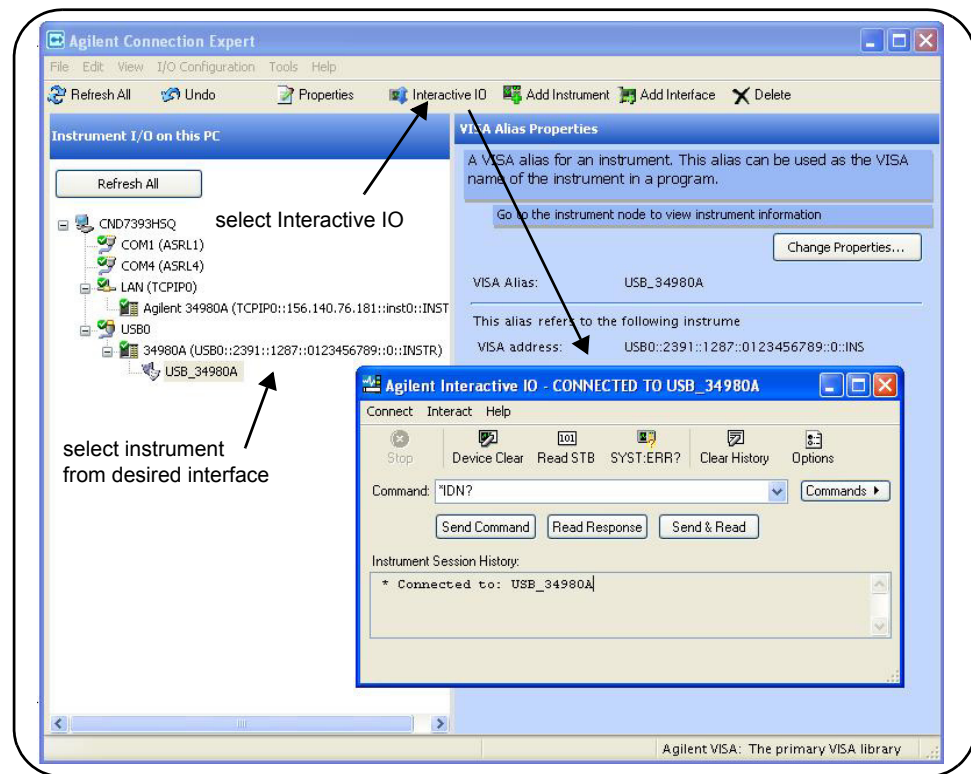 Agilent Connection Expert
File Edit View I/O Configuration Tools Help
Refresh All Undo Properties Interactive IO Add Instrument Add Interface Delete
Instrument I/O on this PC
Refresh All
select Interactive IO
CND7393H5Q
COM1 (ASRL1)
COM4 (ASRL4)
LAN (TCPIP0)
Agilent 34980A (TCPIP0::156.140.76.181::inst0::INST
USB0
34980A (USB0::2391::1287::0123456789::0::INSTR)
USB_34980A
select instrument
from desired interface
VISA Alias Properties
A VISA alias for an instrument. This alias can be used as the VISA
name of the instrument in a program.
Go to the instrument node to view instrument information
Change Properties...
VISA Alias: USB_34980A
This alias refers to the following instrume
VISA address: USB0::2391::1287::0123456789::0::INS
Agilent Interactive IO - CONNECTED TO USB_34980A
Connect Interact Help
101
Stop Device Clear Read STB SYST:ERR? Clear History Options
Command: *IDN? Commands
Send Command Read Response Send & Read
Instrument Session History:
* Connected to: USB_34980A
Agilent VISA: The primary VISA library